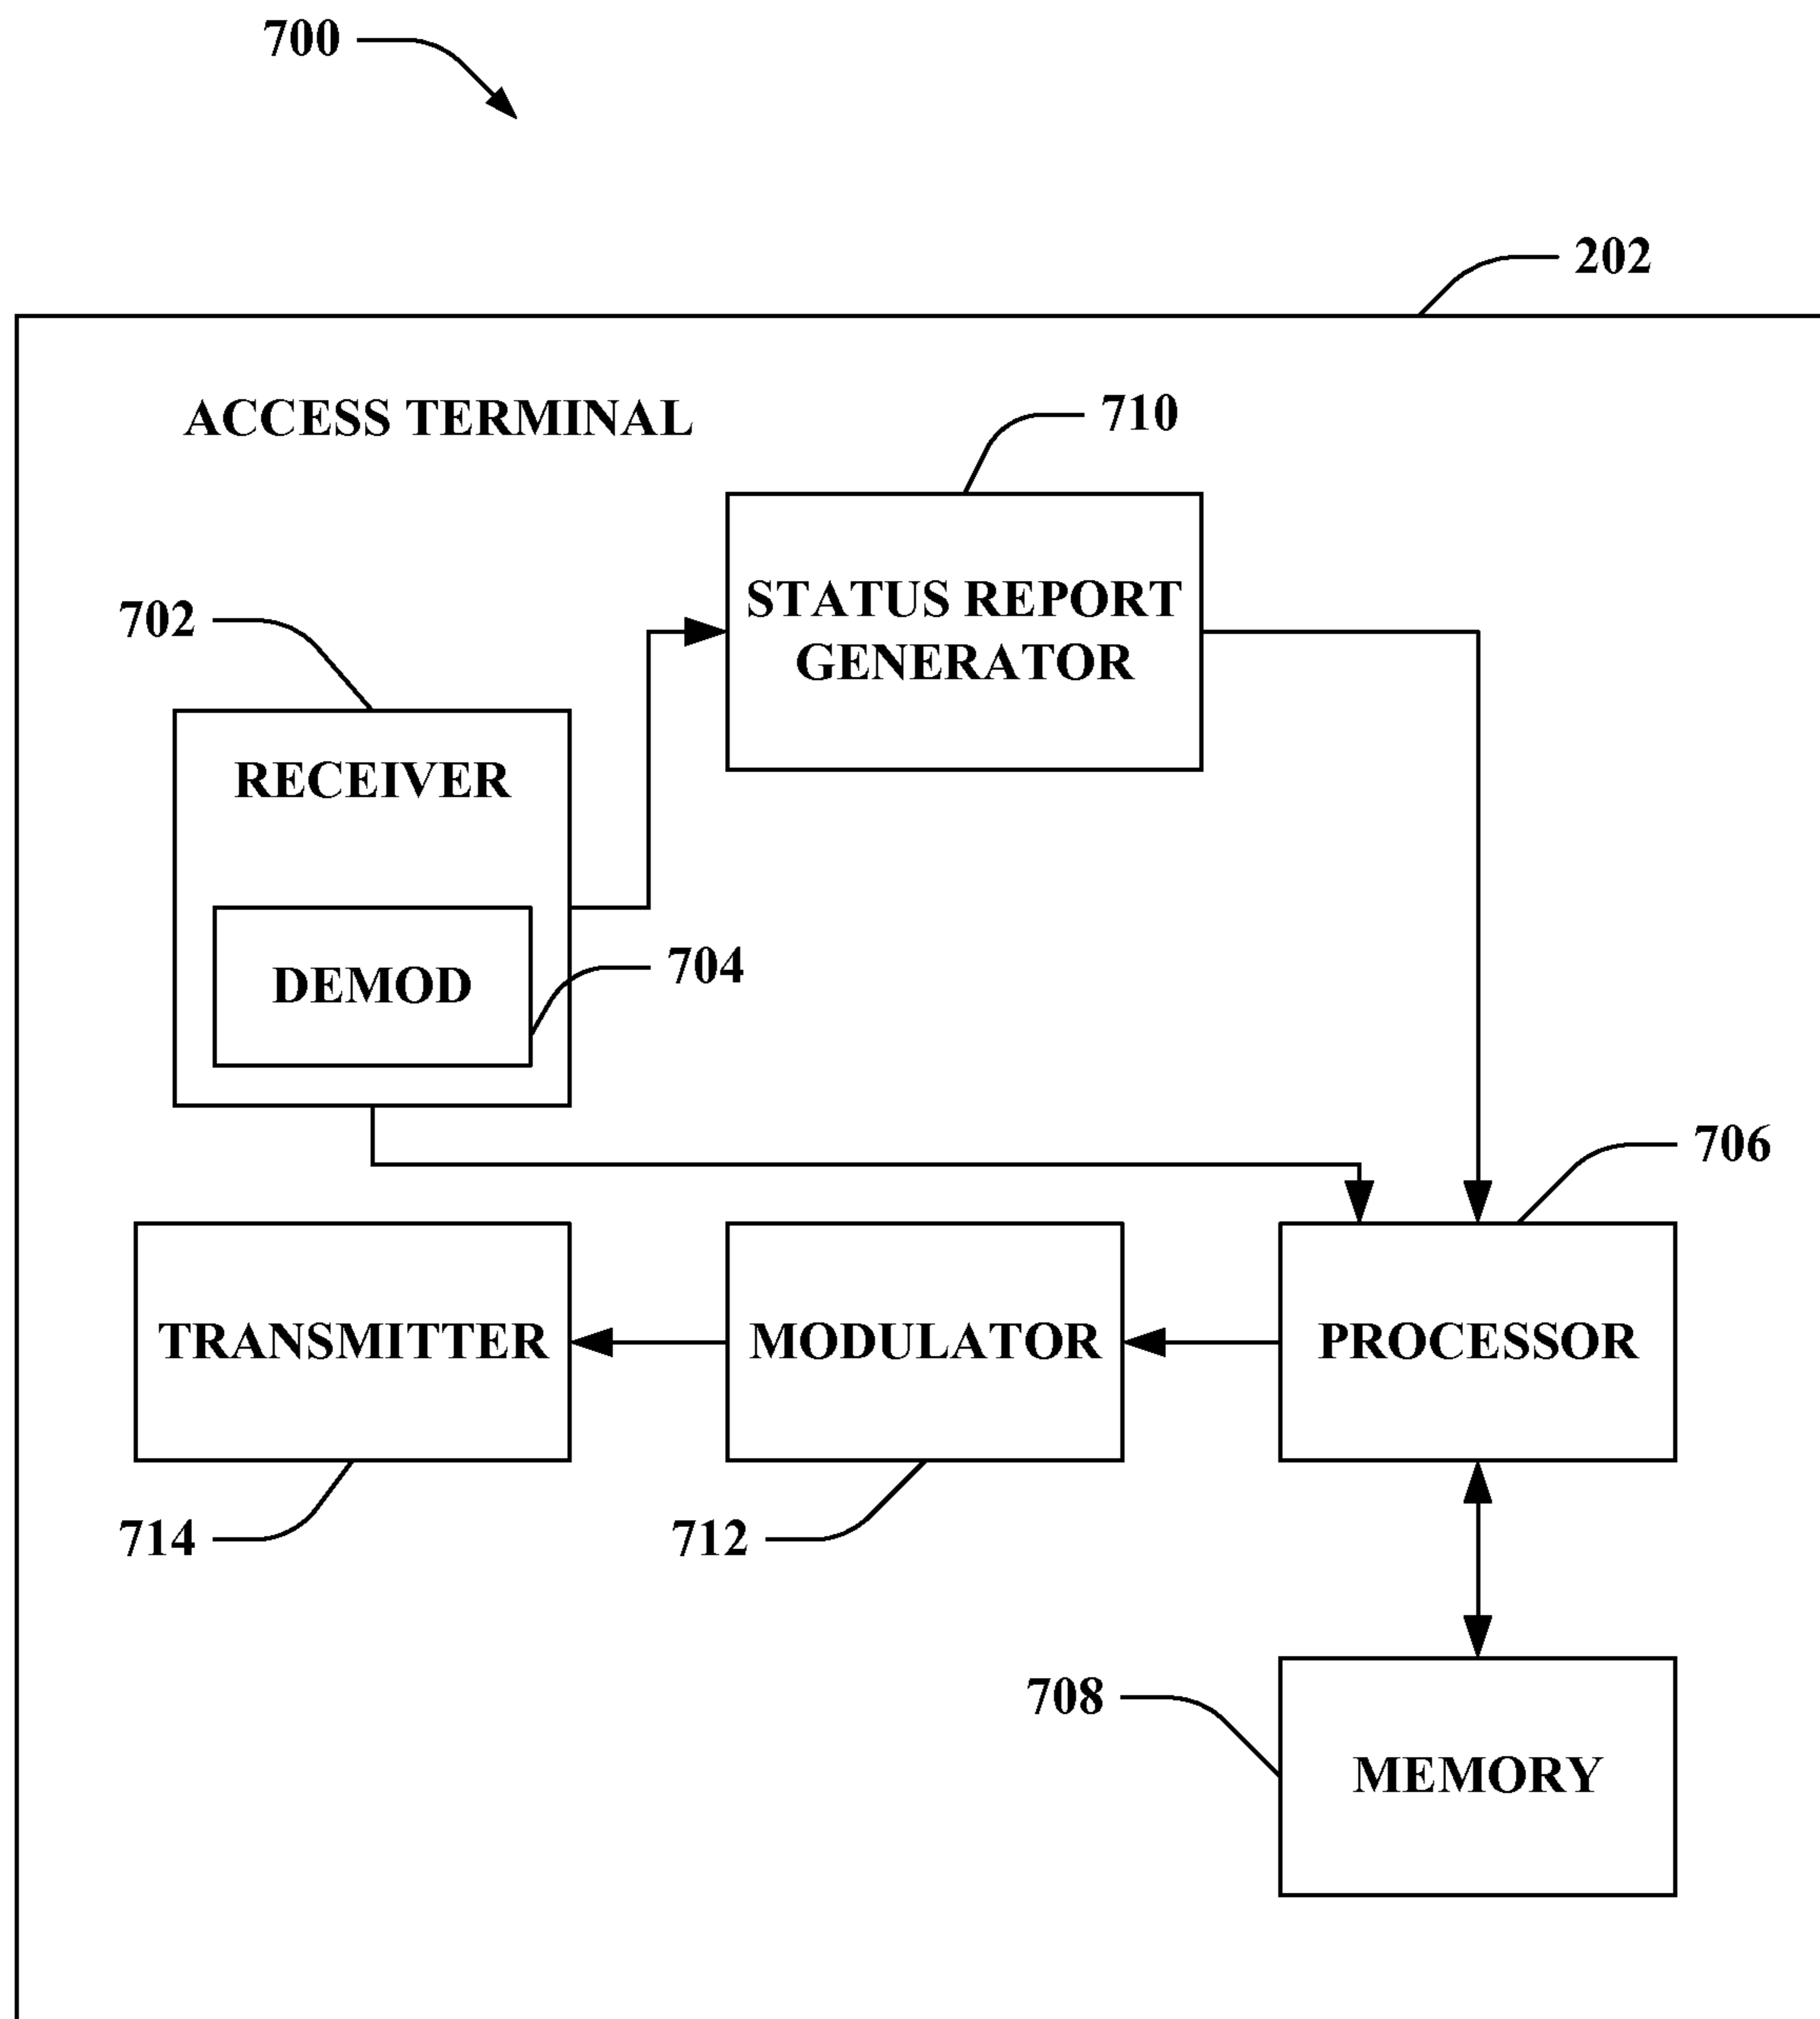 700
202
ACCESS TERMINAL
710
STATUS REPORT
GENERATOR
702
RECEIVER
DEMOD
704
706
TRANSMITTER
MODULATOR
PROCESSOR
714
712
708
MEMORY